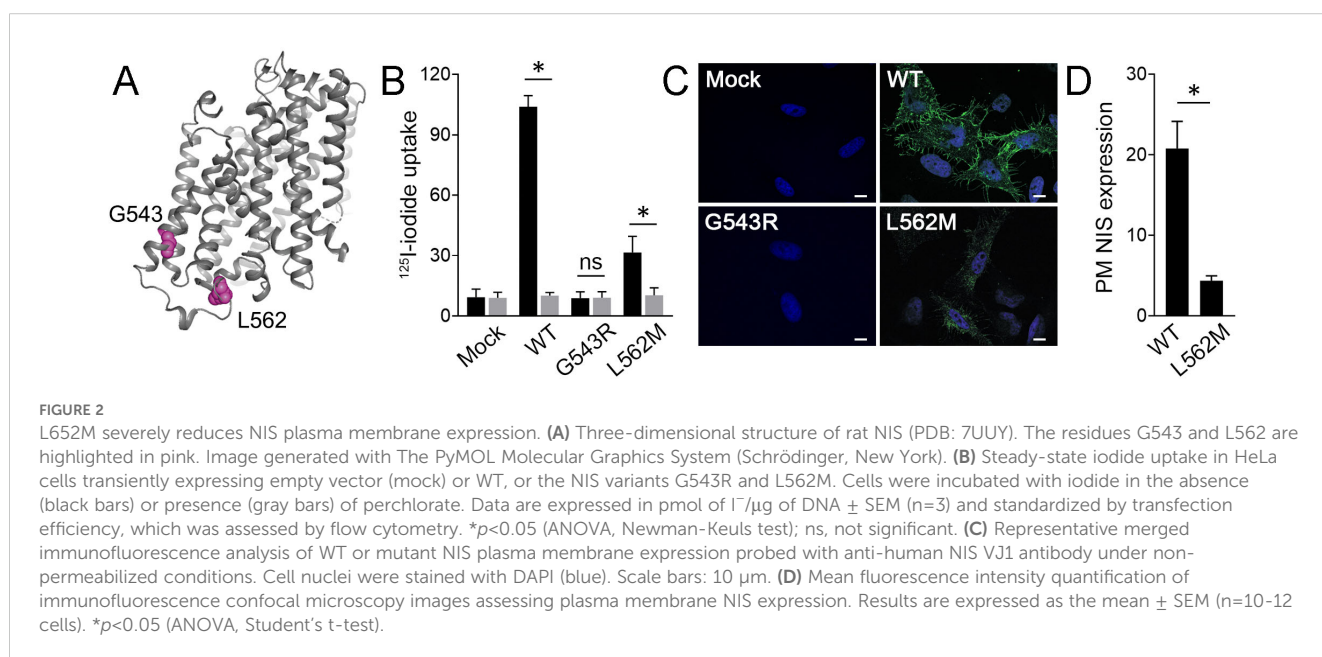 A
G543
L562
B
120
90
60
30
0
¹²⁵I-iodide uptake
*
ns
*
Mock
WT
G543R
L562M
C
Mock
WT
G543R
L562M
D
30
20
10
0
PM NIS expression
*
WT
L562M
FIGURE 2
L652M severely reduces NIS plasma membrane expression. (A) Three-dimensional structure of rat NIS (PDB: 7UUY). The residues G543 and L562 are
highlighted in pink. Image generated with The PyMOL Molecular Graphics System (Schrödinger, New York). (B) Steady-state iodide uptake in HeLa
cells transiently expressing empty vector (mock) or WT, or the NIS variants G543R and L562M. Cells were incubated with iodide in the absence
(black bars) or presence (gray bars) of perchlorate. Data are expressed in pmol of I⁻/µg of DNA ± SEM (n=3) and standardized by transfection
efficiency, which was assessed by flow cytometry. *p<0.05 (ANOVA, Newman-Keuls test); ns, not significant. (C) Representative merged
immunofluorescence analysis of WT or mutant NIS plasma membrane expression probed with anti-human NIS VJ1 antibody under non-
permeabilized conditions. Cell nuclei were stained with DAPI (blue). Scale bars: 10 µm. (D) Mean fluorescence intensity quantification of
immunofluorescence confocal microscopy images assessing plasma membrane NIS expression. Results are expressed as the mean ± SEM (n=10-12
cells). *p<0.05 (ANOVA, Student's t-test).